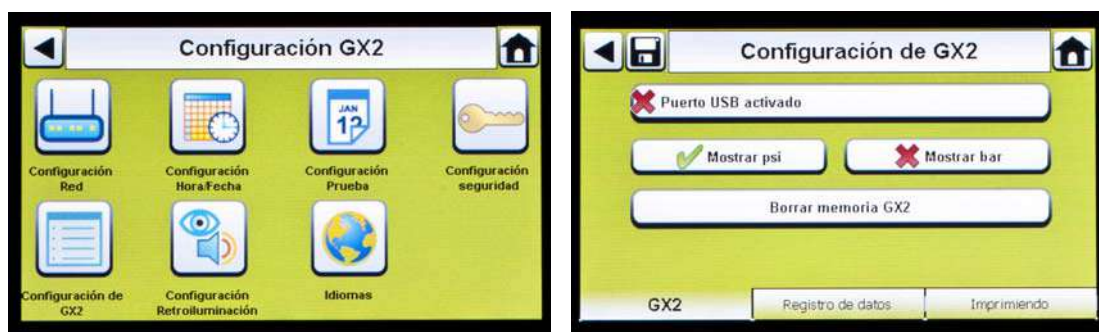 Configuración GX2
JAN
12
Configuración
Red
Configuración
Hora/Fecha
Configuración
Prueba
Configuración
seguridad
Configuración de
GX2
Configuración
Retroiluminación
Idiomas
Configuración de GX2
Puerto USB activado
Mostrar psi
Mostrar bar
Borrar memoria GX2
GX2
Registro de datos
Imprimiendo